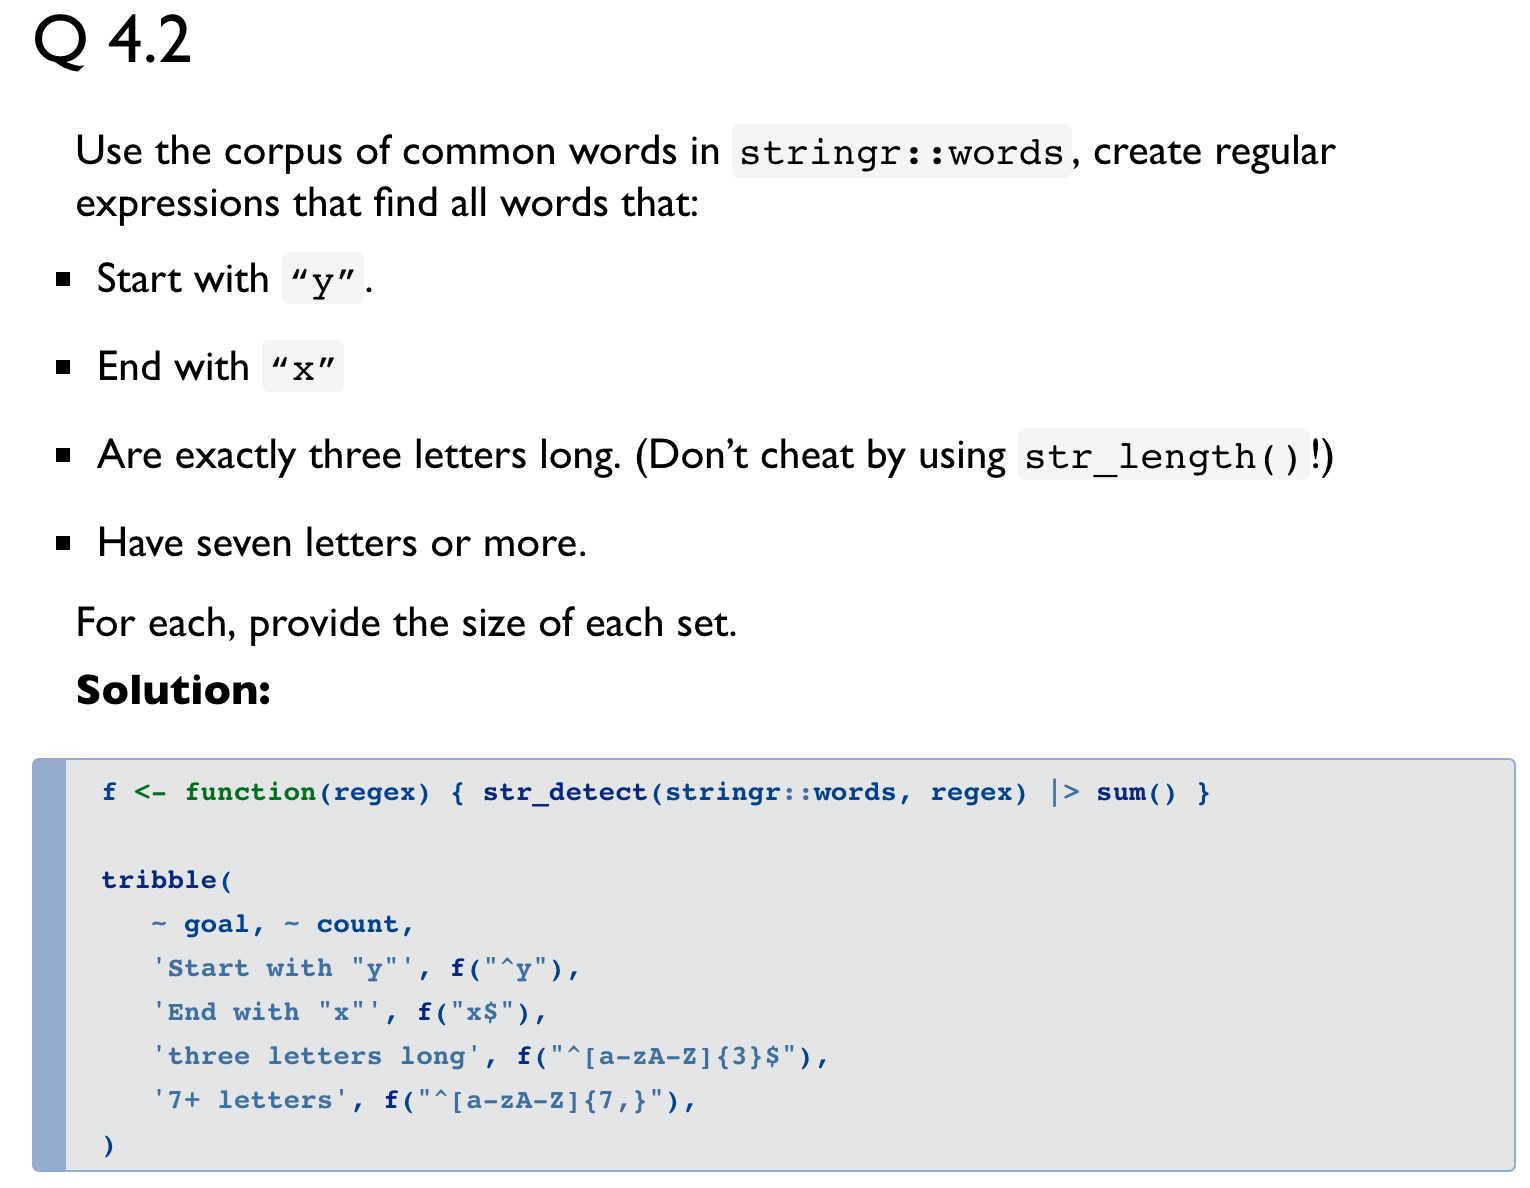 Q 4.2
Use the corpus of common words in stringr::words, create regular
expressions that find all words that:
▪ Start with “y”.
▪ End with “x”
▪ Are exactly three letters long. (Don’t cheat by using str_length()!)
▪ Have seven letters or more.
For each, provide the size of each set.
Solution:
f <- function(regex) { str_detect(stringr::words, regex) |> sum() }
tribble(
   ~ goal, ~ count,
   'Start with "y"', f("^y"),
   'End with "x"', f("x$"),
   'three letters long', f("^[a-zA-Z]{3}$"),
   '7+ letters', f("^[a-zA-Z]{7,}"),
)